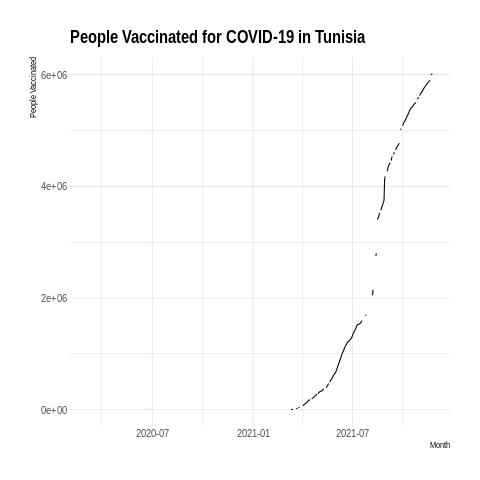 People Vaccinated for COVID-19 in Tunisia
People Vaccinated
6e+06
4e+06
2e+06
0e+00
2020-07 2021-01 2021-07
Month